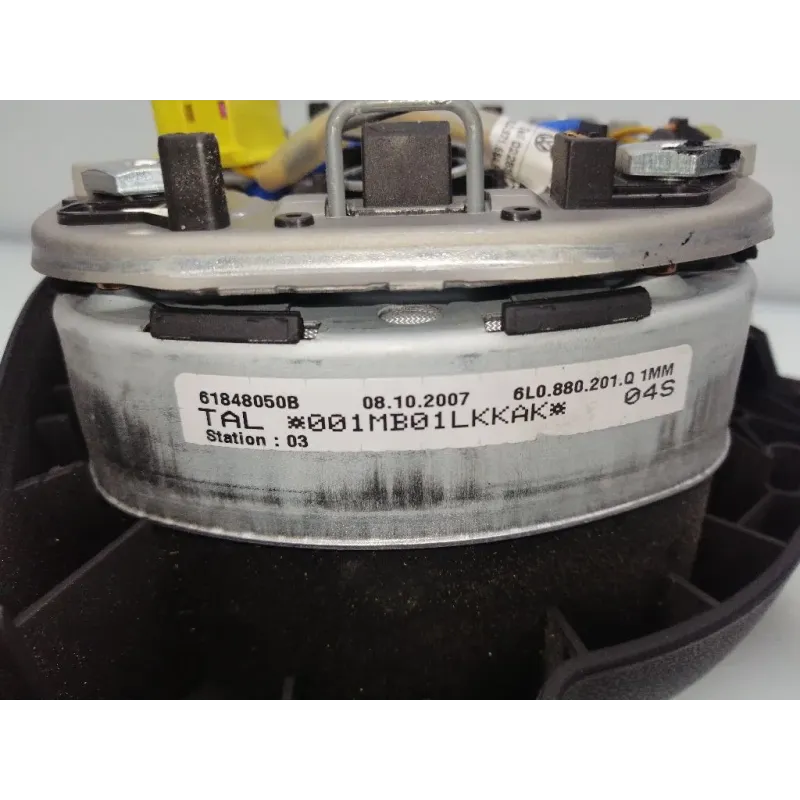 61848050B 08.10.2007 6L0.880.201.Q 1MM
TAL *001MB01LKKAK* 04S
Station : 03